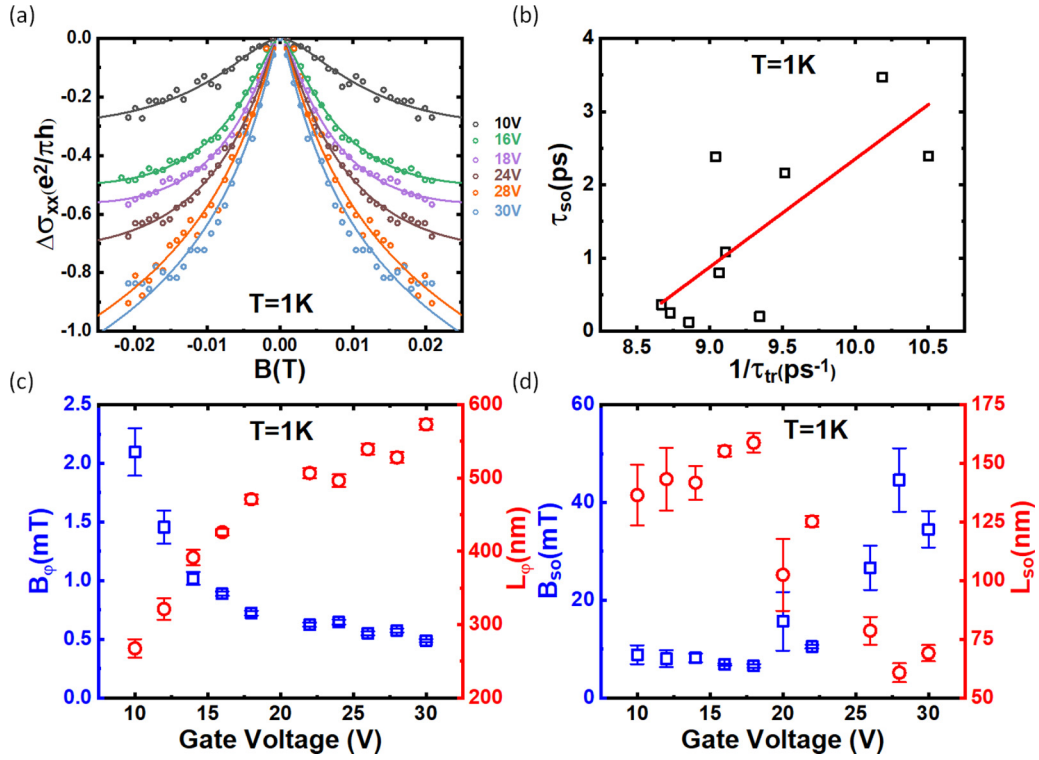 (a)
0.0
-0.2
-0.4
-0.6
-0.8
-1.0
Δσxx(e²/πh)
10V
16V
18V
24V
28V
30V
T=1K
-0.02 -0.01 0.00 0.01 0.02
B(T)
(b)
4
3
2
1
0
τso(ps)
T=1K
8.5 9.0 9.5 10.0 10.5
1/τtr(ps⁻¹)
(c)
2.5
2.0
1.5
1.0
0.5
0.0
Bφ(mT)
T=1K
600
500
400
300
200
Lφ(nm)
10 15 20 25 30
Gate Voltage (V)
(d)
60
40
20
0
Bso(mT)
T=1K
175
150
125
100
75
50
Lso(nm)
10 15 20 25 30
Gate Voltage (V)